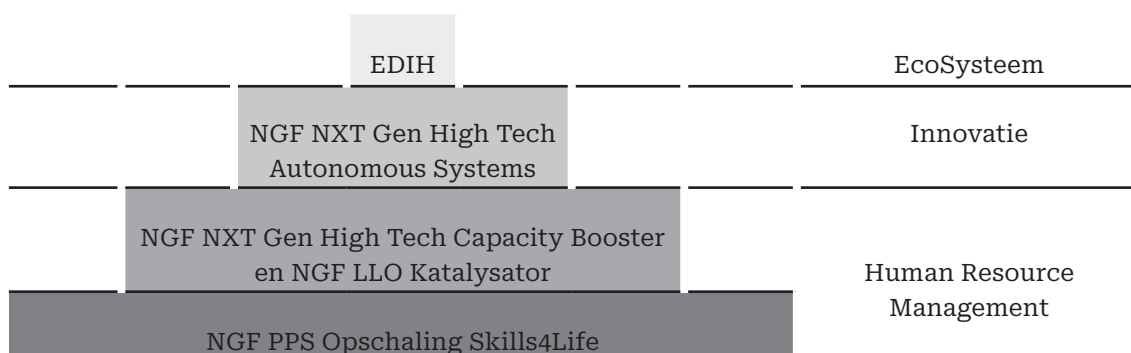 EDIH
EcoSysteem
NGF NXT Gen High Tech
Autonomous Systems
Innovatie
NGF NXT Gen High Tech Capacity Booster
en NGF LLO Katalysator
Human Resource
Management
NGF PPS Opschaling Skills4Life